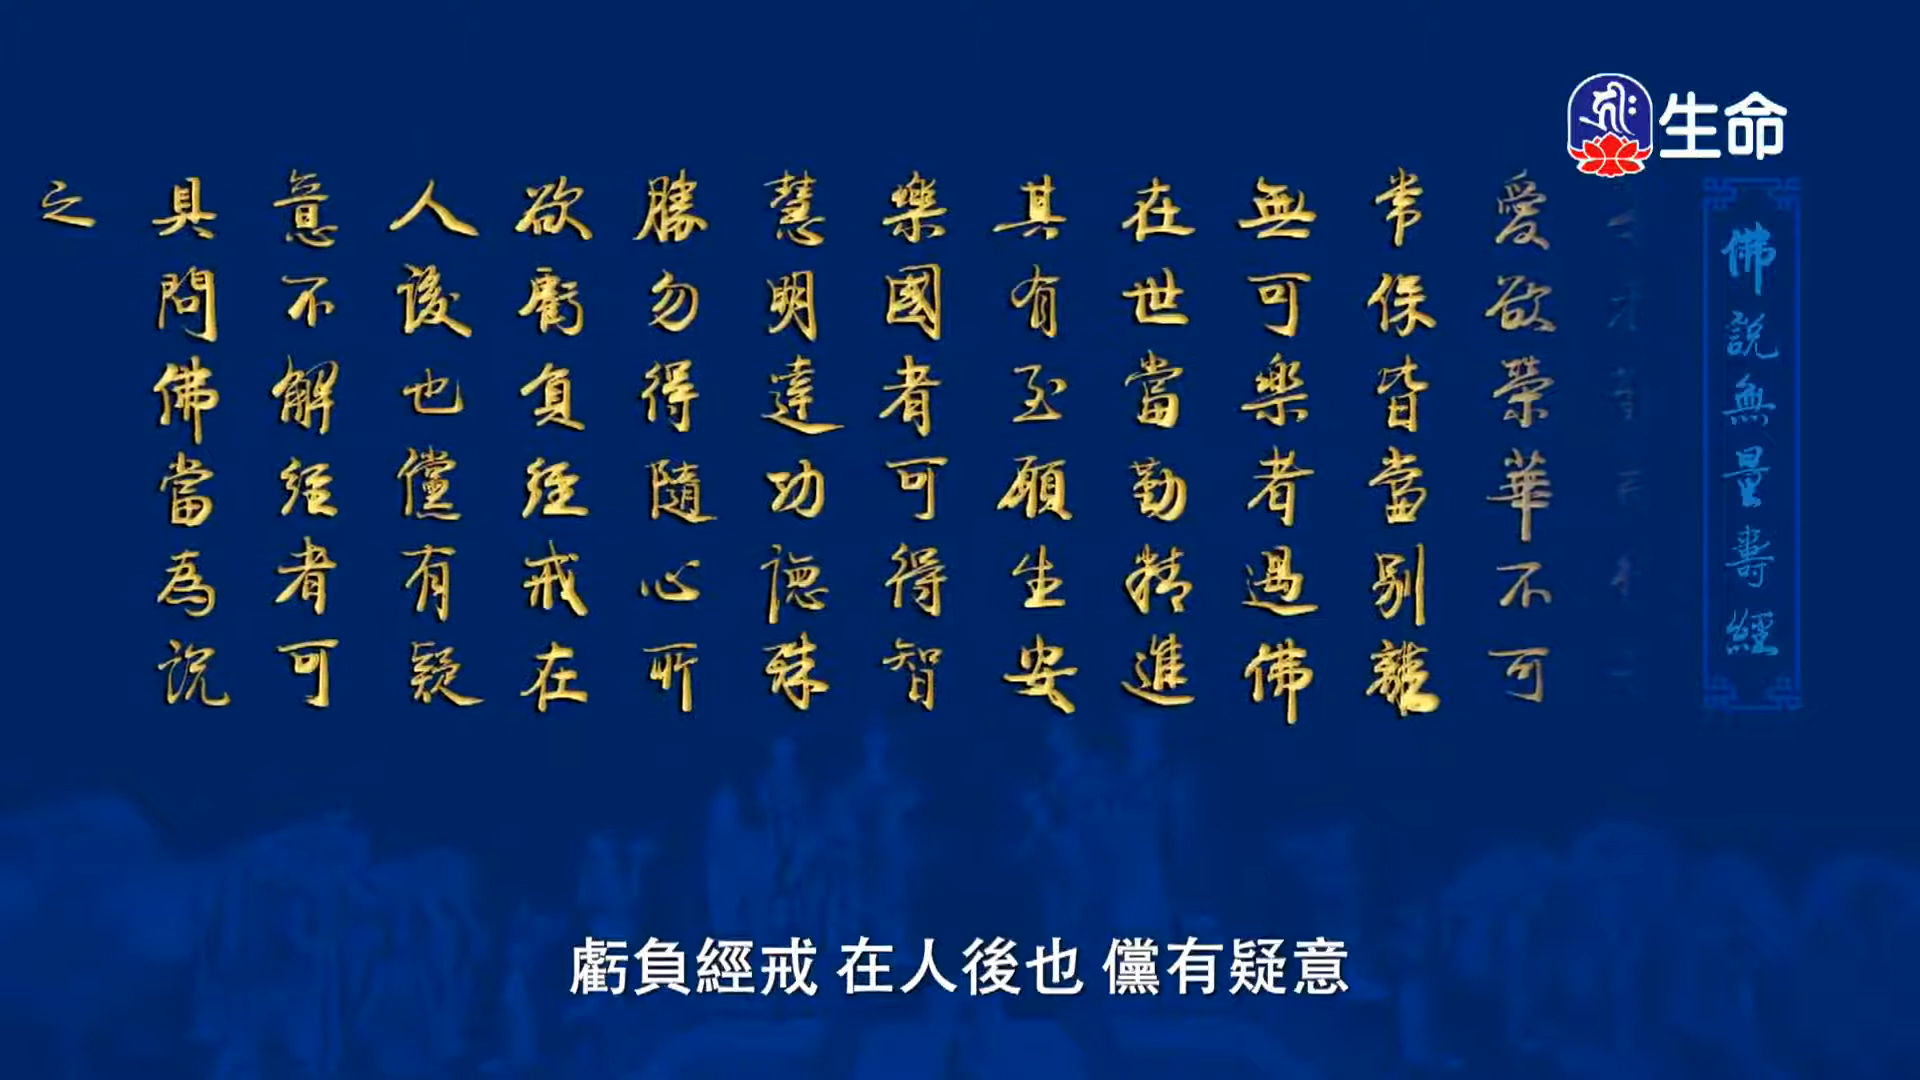 生命
佛說無量壽經
愛欲榮華不可
常保皆當別離
無可樂者過佛
在世當勤精進
其有至願生安
樂國者可得智
慧明達功德殊
勝勿得隨心所
欲虧負經戒在
人後也儻有疑
意不解經者可
具問佛當為說
之
虧負經戒 在人後也 儻有疑意